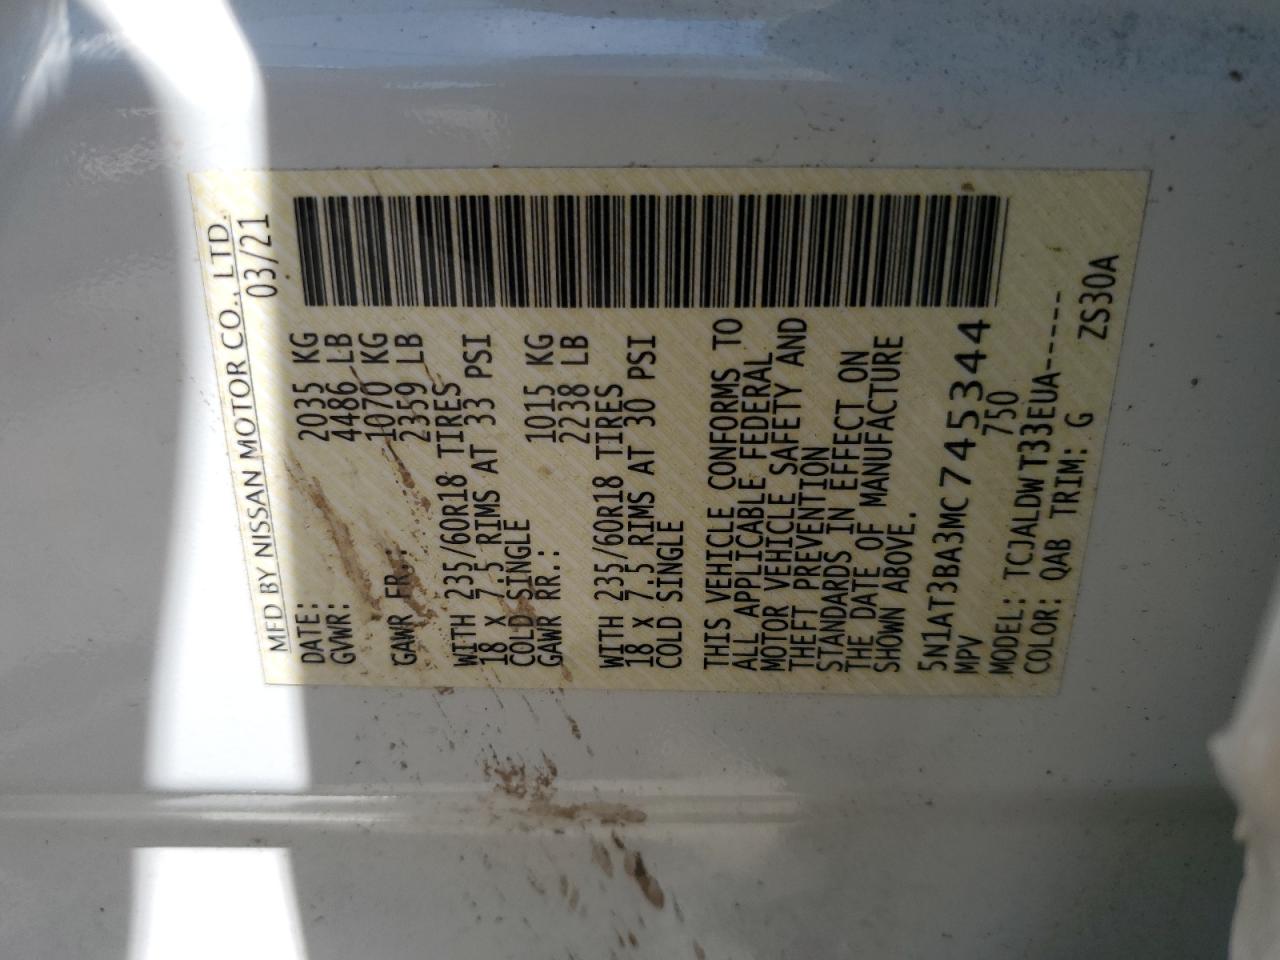 MFD BY NISSAN MOTOR CO., LTD.
DATE: 03/21
GVWR: 2035 KG
4486 LB
GAWR FR.: 1070 KG
2359 LB
WITH 235/60R18 TIRES
18 x 7.5 RIMS AT 33 PSI
COLD SINGLE
GAWR RR.: 1015 KG
2238 LB
WITH 235/60R18 TIRES
18 x 7.5 RIMS AT 30 PSI
COLD SINGLE
THIS VEHICLE CONFORMS TO
ALL APPLICABLE FEDERAL
MOTOR VEHICLE SAFETY AND
THEFT PREVENTION
STANDARDS IN EFFECT ON
THE DATE OF MANUFACTURE
SHOWN ABOVE.
5N1AT3BA3MC745344
MPV 750
MODEL: TCJALDWT33EUA------
COLOR: QAB TRIM: G ZS30A